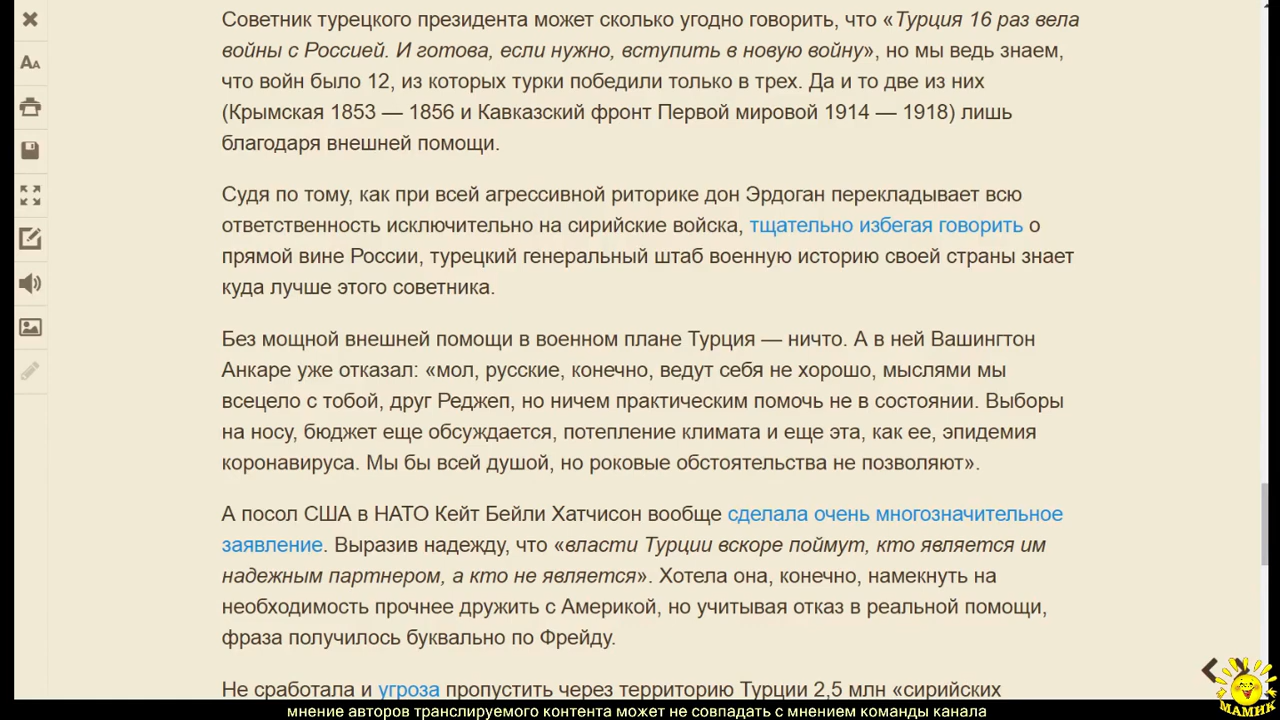 Советник турецкого президента может сколько угодно говорить, что «Турция 16 раз вела
войны с Россией. И готова, если нужно, вступить в новую войну», но мы ведь знаем,
что войн было 12, из которых турки победили только в трех. Да и то две из них
(Крымская 1853 — 1856 и Кавказский фронт Первой мировой 1914 — 1918) лишь
благодаря внешней помощи.
Судя по тому, как при всей агрессивной риторике дон Эрдоган перекладывает всю
ответственность исключительно на сирийские войска, тщательно избегая говорить о
прямой вине России, турецкий генеральный штаб военную историю своей страны знает
куда лучше этого советника.
Без мощной внешней помощи в военном плане Турция — ничто. А в ней Вашингтон
Анкаре уже отказал: «мол, русские, конечно, ведут себя не хорошо, мыслями мы
всецело с тобой, друг Реджеп, но ничем практическим помочь не в состоянии. Выборы
на носу, бюджет еще обсуждается, потепление климата и еще эта, как ее, эпидемия
коронавируса. Мы бы всей душой, но роковые обстоятельства не позволяют».
А посол США в НАТО Кейт Бейли Хатчисон вообще сделала очень многозначительное
заявление. Выразив надежду, что «власти Турции вскоре поймут, кто является им
надежным партнером, а кто не является». Хотела она, конечно, намекнуть на
необходимость прочнее дружить с Америкой, но учитывая отказ в реальной помощи,
фраза получилось буквально по Фрейду.
Не сработала и угроза пропустить через территорию Турции 2,5 млн «сирийских
МАМИК
мнение авторов транслируемого контента может не совпадать с мнением команды канала